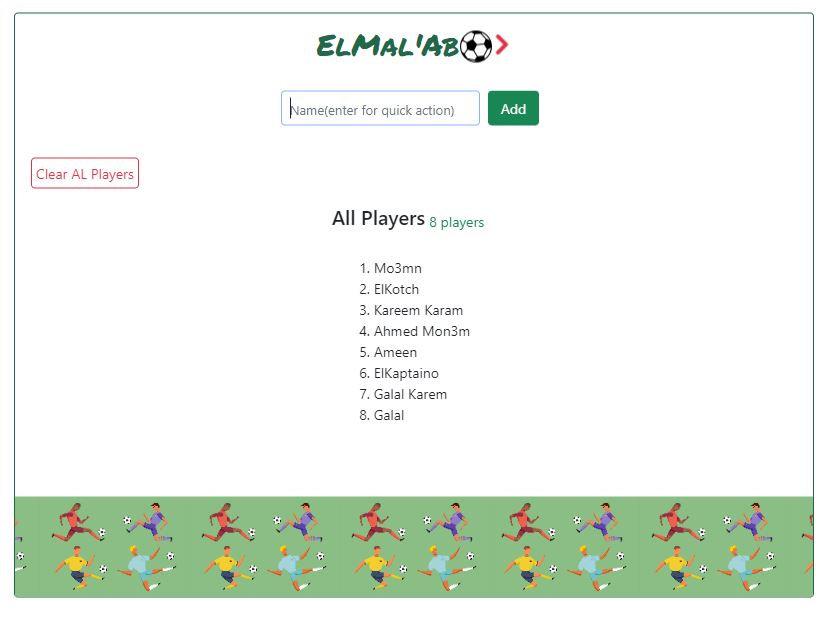 ElMal'Ab
Name(enter for quick action)
Add
Clear AL Players
All Players 8 players
1. Mo3mn
2. ElKotch
3. Kareem Karam
4. Ahmed Mon3m
5. Ameen
6. ElKaptaino
7. Galal Karem
8. Galal